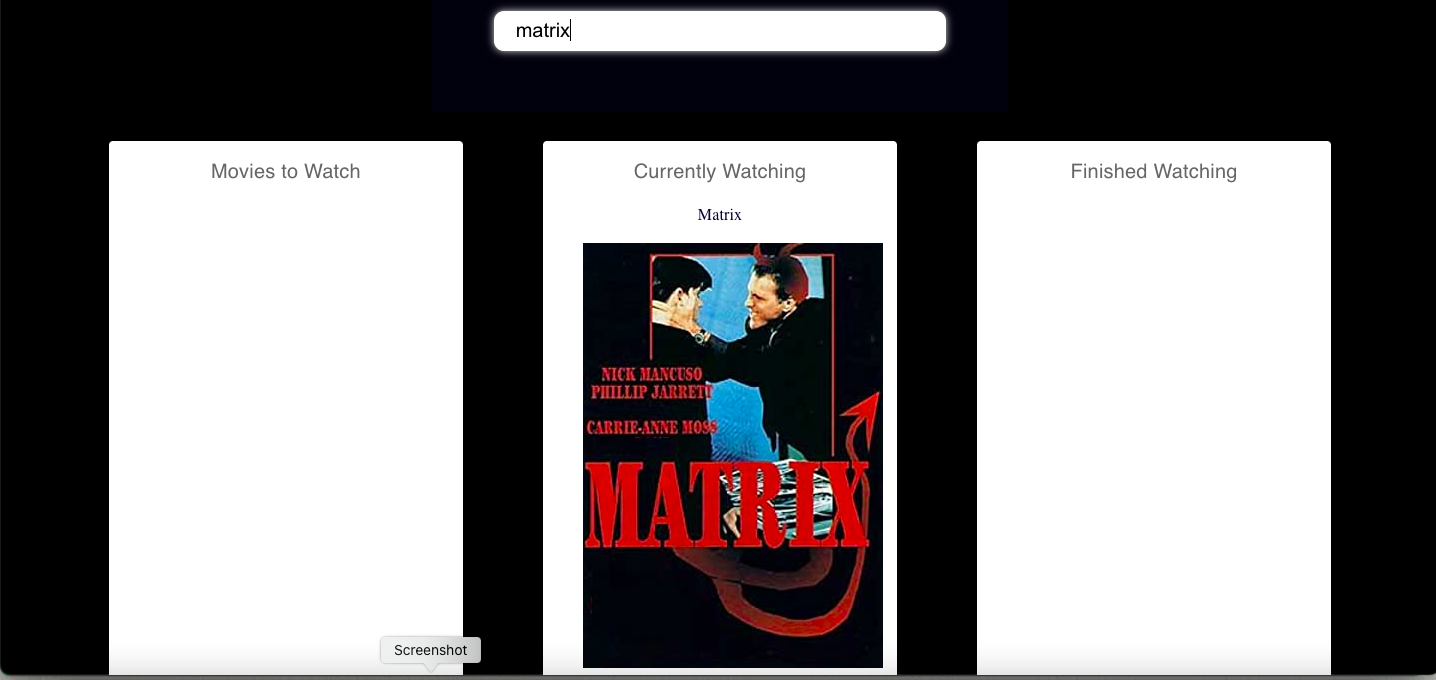 matrix
Movies to Watch
Currently Watching
Finished Watching
Matrix
NICK MANCUSO
PHILLIP JARRETT
CARRIE-ANNE MOSS
MATRIX
Screenshot